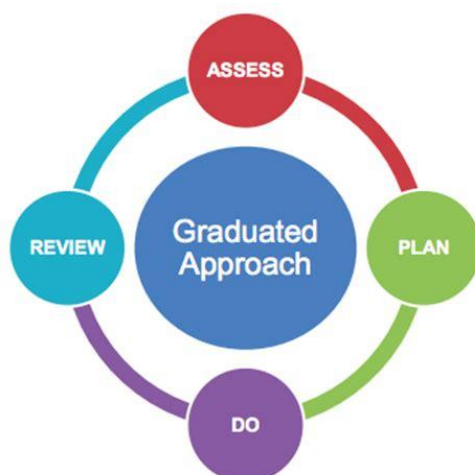 ASSESS
Graduated
Approach
REVIEW
PLAN
DO